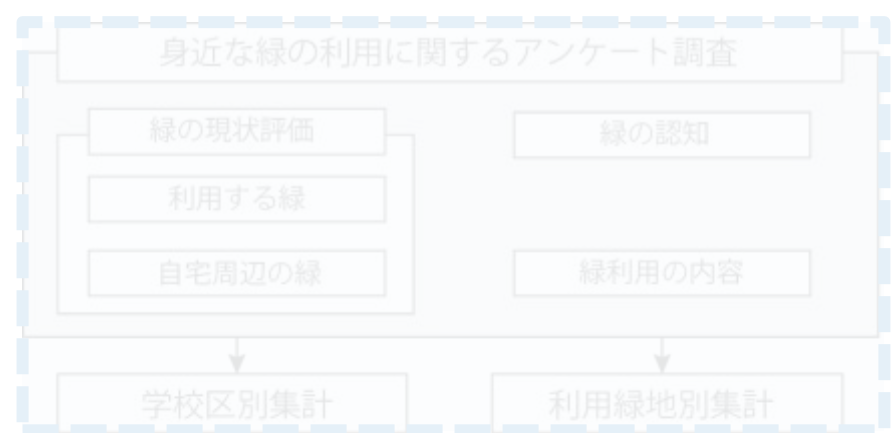 身近な緑の利用に関するアンケート調査
緑の現状評価
緑の認知
利用する緑
自宅周辺の緑
緑利用の内容
学校区別集計
利用緑地別集計